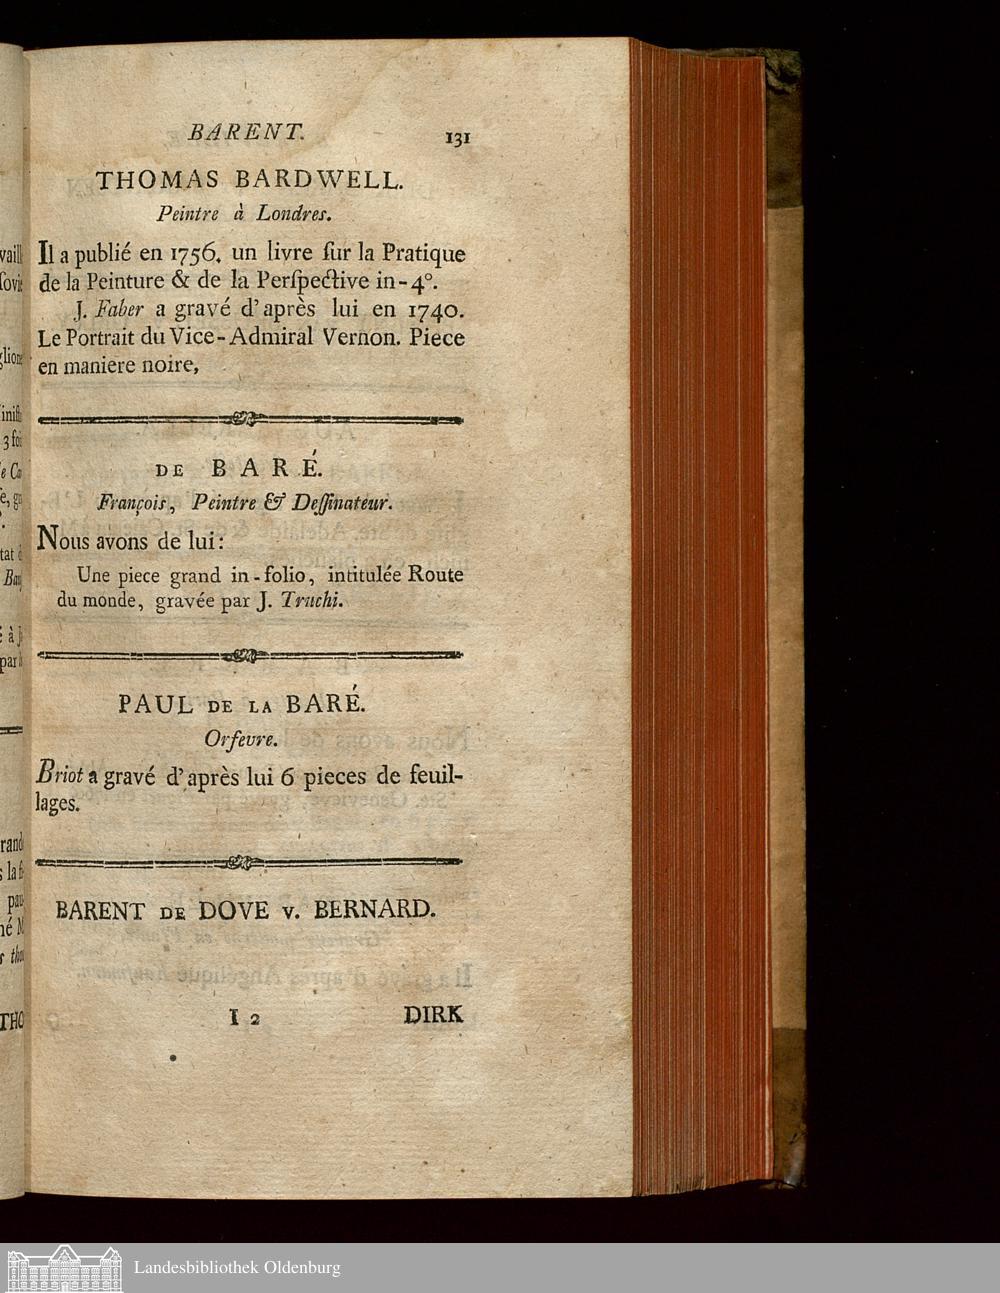 BARENT. 131
THOMAS BARDWELL.
Peintre à Londres.
Il a publié en 1756. un livre ſur la Pratique
de la Peinture & de la Perſpective in-4°.
J. Faber a gravé d'après lui en 1740.
Le Portrait du Vice-Admiral Vernon. Piece
en maniere noire,
DE BARÉ.
François, Peintre & Deſſinateur.
Nous avons de lui:
Une piece grand in-folio, intitulée Route
du monde, gravée par J. Truchi.
PAUL DE LA BARÉ.
Orfevre.
Briot a gravé d'après lui 6 pieces de feuil-
lages.
BARENT DE DOVE v. BERNARD.
I 2 DIRK
Landesbibliothek Oldenburg